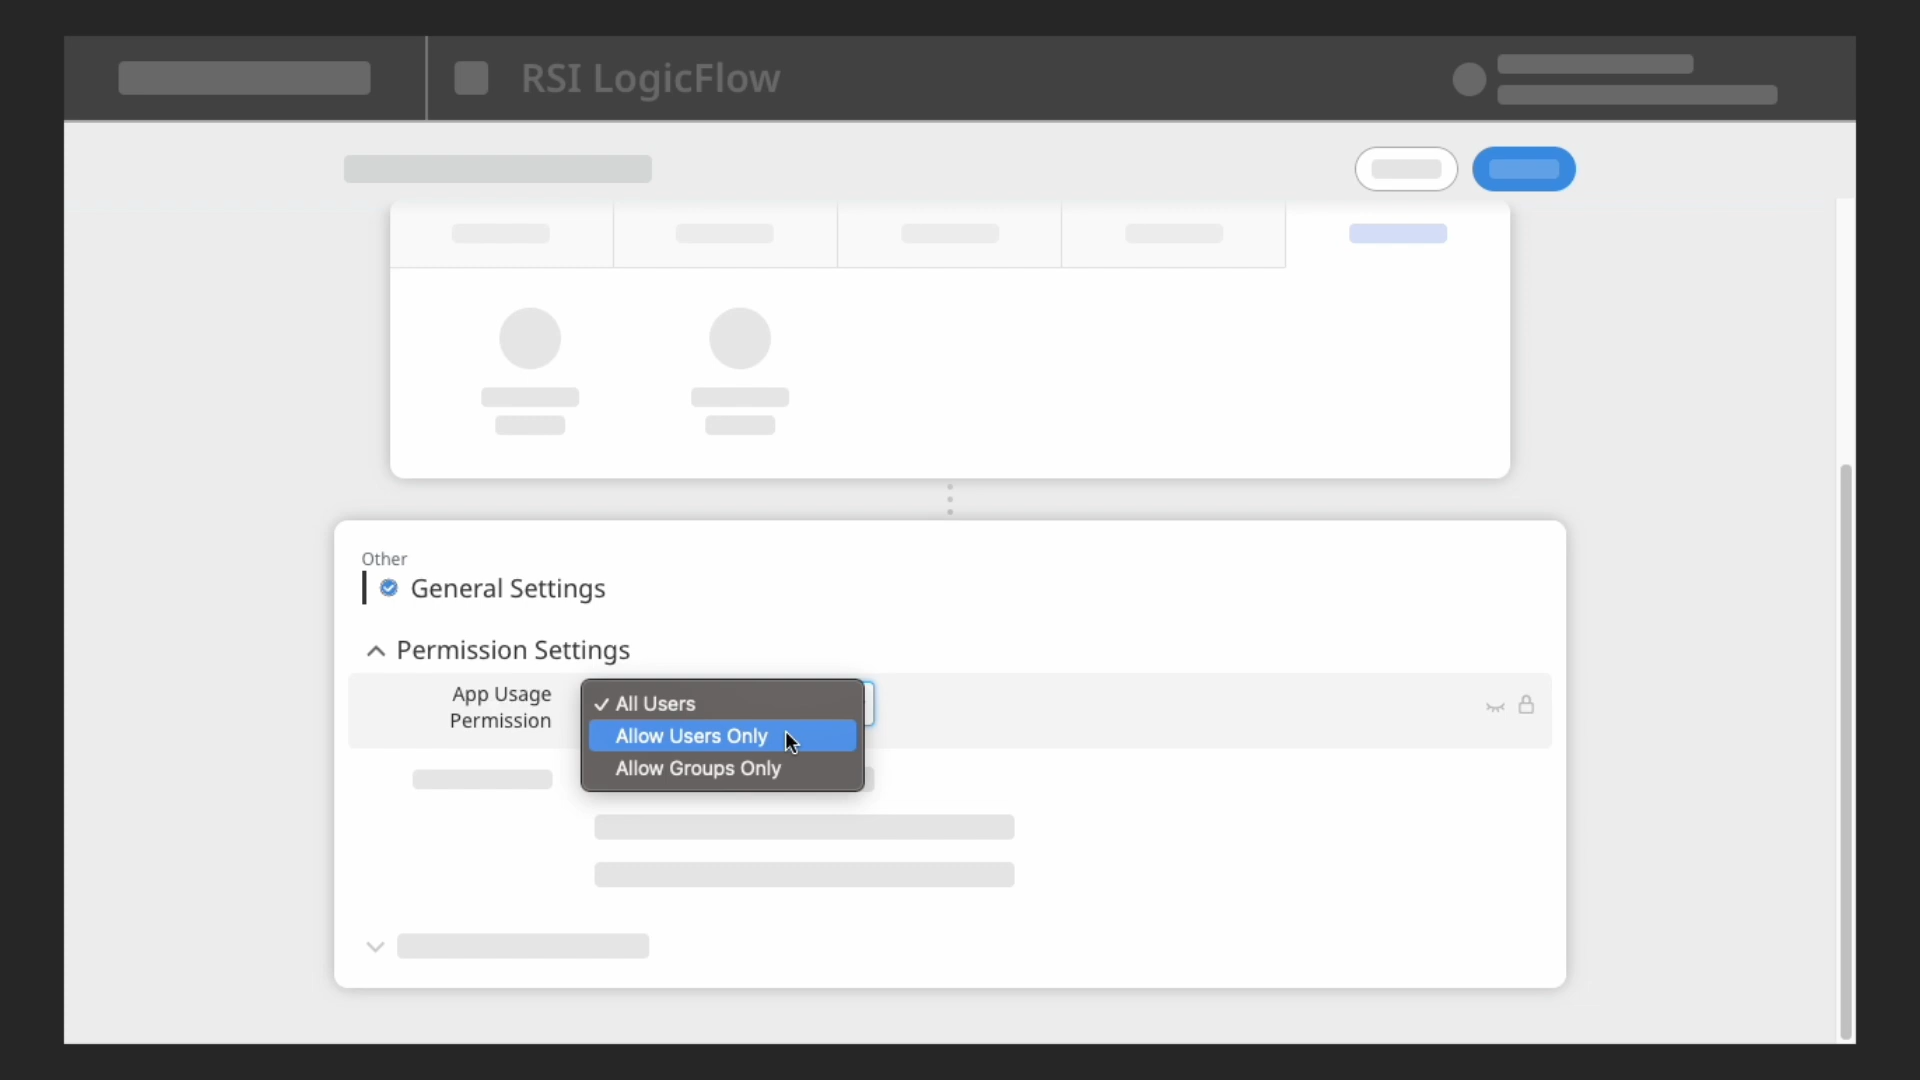 RSI LogicFlow
Other
General Settings
Permission Settings
App Usage
Permission
✓ All Users
Allow Users Only
Allow Groups Only